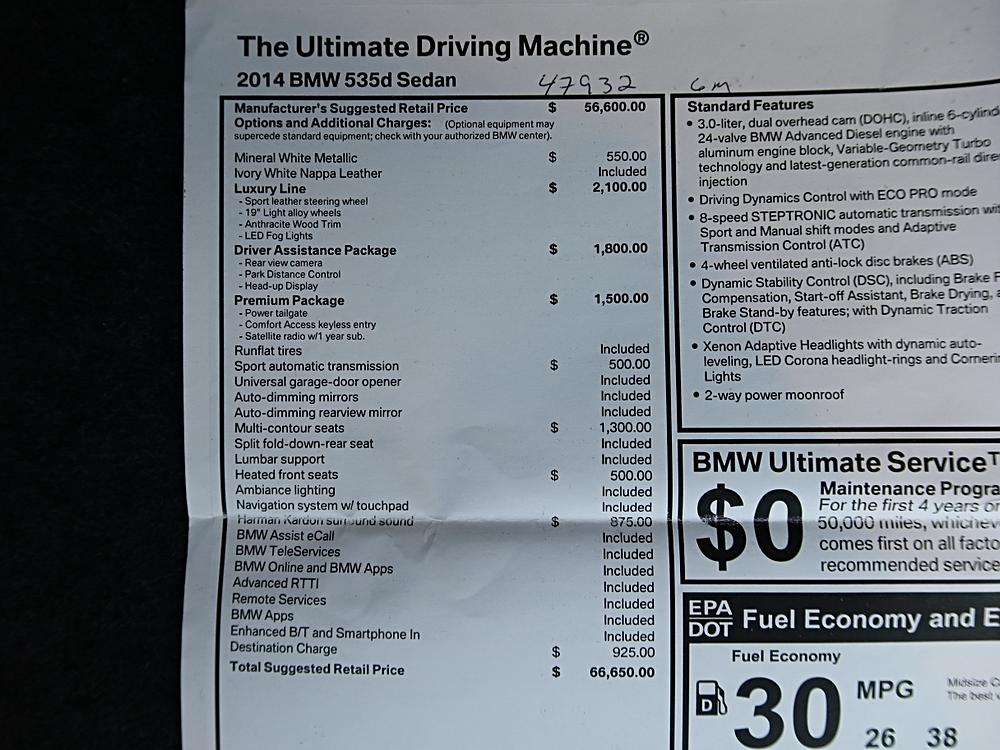 The Ultimate Driving Machine®
2014 BMW 535d Sedan 47932 6M
Manufacturer's Suggested Retail Price $ 56,600.00
Options and Additional Charges: (Optional equipment may
supercede standard equipment; check with your authorized BMW center).
Mineral White Metallic $ 550.00
Ivory White Nappa Leather Included
Luxury Line $ 2,100.00
- Sport leather steering wheel
- 19" Light alloy wheels
- Anthracite Wood Trim
- LED Fog Lights
Driver Assistance Package $ 1,800.00
- Rear view camera
- Park Distance Control
- Head-up Display
Premium Package $ 1,500.00
- Power tailgate
- Comfort Access keyless entry
- Satellite radio w/1 year sub.
Runflat tires Included
Sport automatic transmission $ 500.00
Universal garage-door opener Included
Auto-dimming mirrors Included
Auto-dimming rearview mirror Included
Multi-contour seats $ 1,300.00
Split fold-down-rear seat Included
Lumbar support Included
Heated front seats $ 500.00
Ambiance lighting Included
Navigation system w/ touchpad Included
Harman Kardon surround sound $ 875.00
BMW Assist eCall Included
BMW TeleServices Included
BMW Online and BMW Apps Included
Advanced RTTI Included
Remote Services Included
BMW Apps Included
Enhanced B/T and Smartphone In Included
Destination Charge $ 925.00
Total Suggested Retail Price $ 66,650.00
Standard Features
• 3.0-liter, dual overhead cam (DOHC), inline 6-cylind
24-valve BMW Advanced Diesel engine with
aluminum engine block, Variable-Geometry Turbo
technology and latest-generation common-rail dire
injection
• Driving Dynamics Control with ECO PRO mode
• 8-speed STEPTRONIC automatic transmission wit
Sport and Manual shift modes and Adaptive
Transmission Control (ATC)
• 4-wheel ventilated anti-lock disc brakes (ABS)
• Dynamic Stability Control (DSC), including Brake F
Compensation, Start-off Assistant, Brake Drying, a
Brake Stand-by features; with Dynamic Traction
Control (DTC)
• Xenon Adaptive Headlights with dynamic auto-
leveling, LED Corona headlight-rings and Corneri
Lights
• 2-way power moonroof
BMW Ultimate Service T
$0
Maintenance Progra
For the first 4 years or
50,000 miles, whichev
comes first on all facto
recommended service
EPA
DOT
Fuel Economy and E
Fuel Economy
D
30 MPG
Midsize C
The best v
26 38